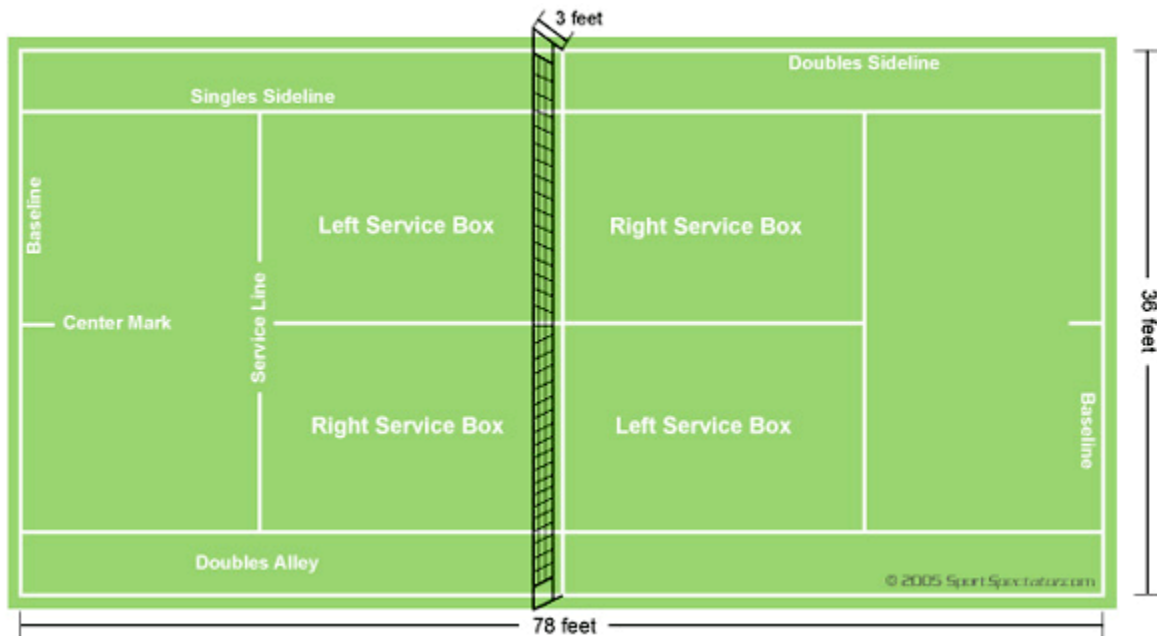 3 feet
Doubles Sideline
Singles Sideline
Baseline
Left Service Box
Right Service Box
Center Mark
Service Line
36 feet
Right Service Box
Left Service Box
Baseline
Doubles Alley
© 2005 SportSpectator.com
78 feet